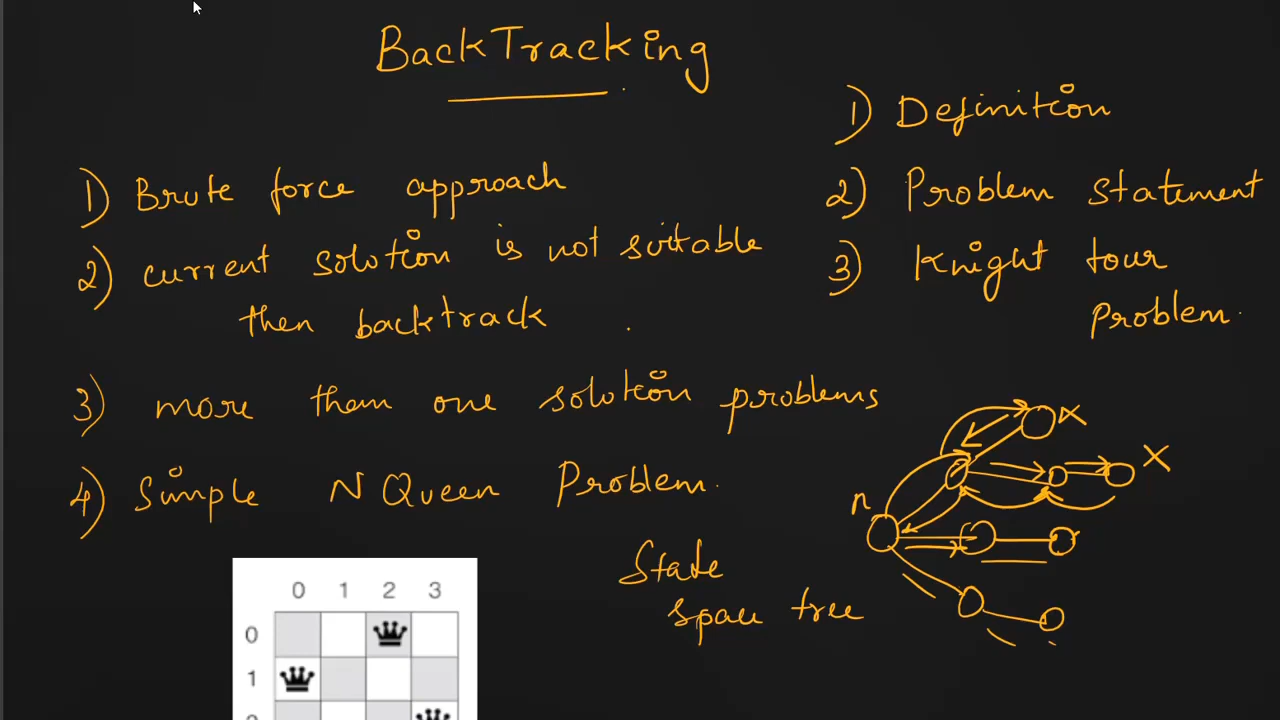 BackTracking
1) Brute force approach
2) current solution is not suitable
then backtrack
3) more them one solution problems
4) Simple N Queen Problem.
1) Definition
2) Problem statement
3) Knight tour
Problem.
n
X
X
State
space tree
0 1 2 3
0
1